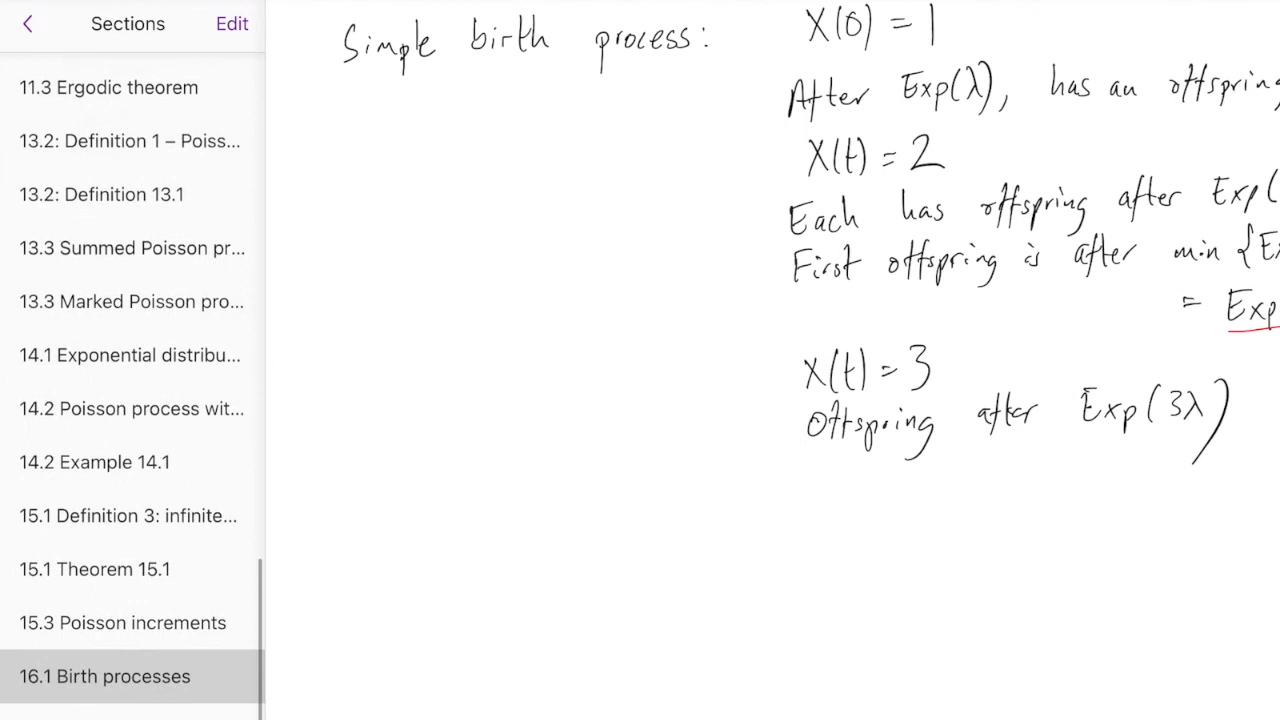 Sections
Edit
11.3 Ergodic theorem
13.2: Definition 1 – Poiss...
13.2: Definition 13.1
13.3 Summed Poisson pr...
13.3 Marked Poisson pro...
14.1 Exponential distribu...
14.2 Poisson process wit...
14.2 Example 14.1
15.1 Definition 3: infinite...
15.1 Theorem 15.1
15.3 Poisson increments
16.1 Birth processes
Simple birth process:
X(0) = 1
After Exp(λ), has an offspring
X(t) = 2
Each has offspring after Exp(
First offspring is after min {Ex
= Exp
X(t) = 3
Offspring after Exp(3λ)